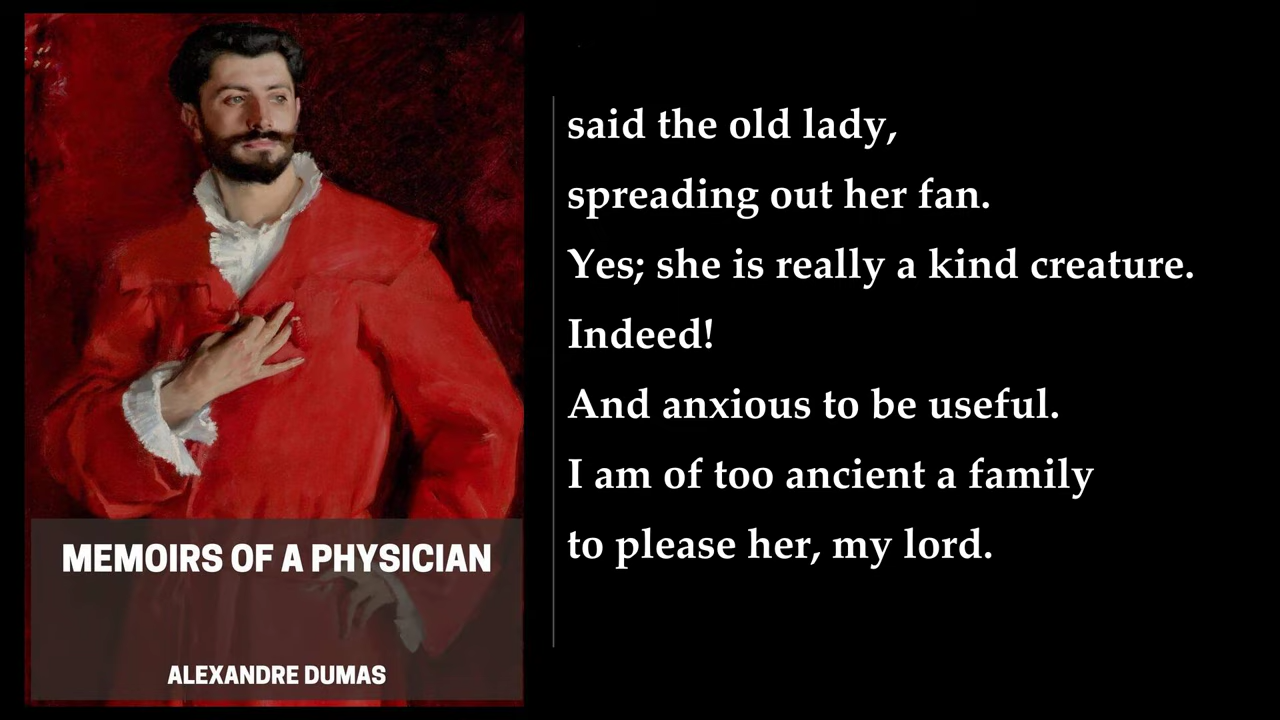 MEMOIRS OF A PHYSICIAN
ALEXANDRE DUMAS
said the old lady,
spreading out her fan.
Yes; she is really a kind creature.
Indeed!
And anxious to be useful.
I am of too ancient a family
to please her, my lord.